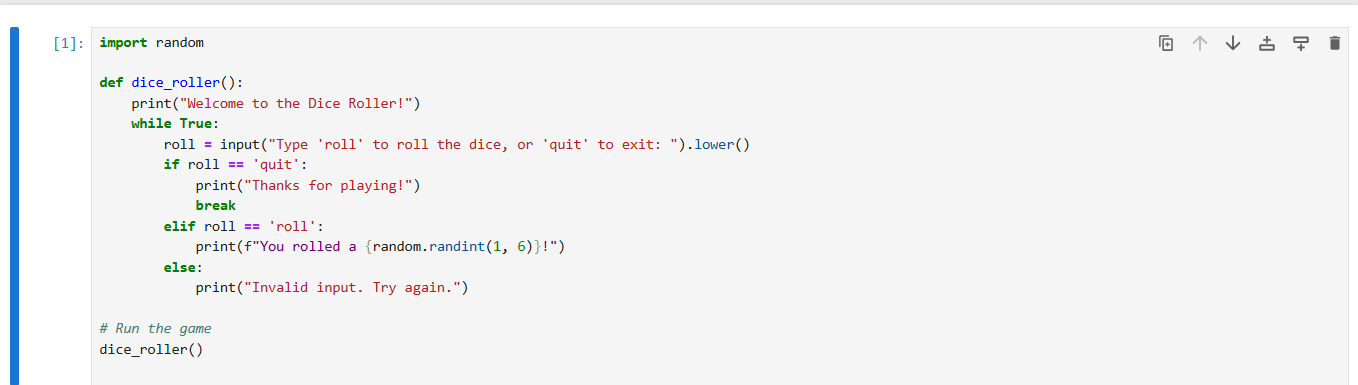 [1]: import random
def dice_roller():
    print("Welcome to the Dice Roller!")
    while True:
        roll = input("Type 'roll' to roll the dice, or 'quit' to exit: ").lower()
        if roll == 'quit':
            print("Thanks for playing!")
            break
        elif roll == 'roll':
            print(f"You rolled a {random.randint(1, 6)}!")
        else:
            print("Invalid input. Try again.")
# Run the game
dice_roller()